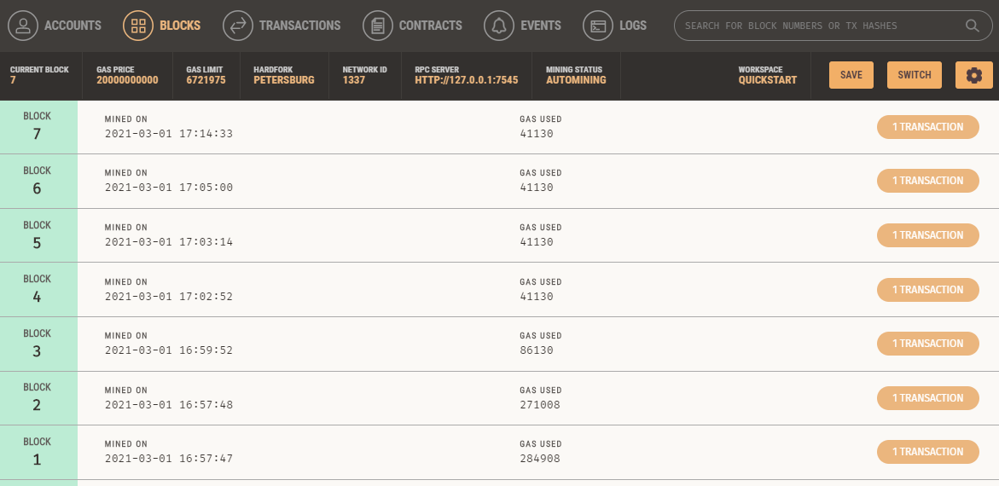 ACCOUNTS BLOCKS TRANSACTIONS CONTRACTS EVENTS LOGS SEARCH FOR BLOCK NUMBERS OR TX HASHES
CURRENT BLOCK GAS PRICE GAS LIMIT HARDFORK NETWORK ID RPC SERVER MINING STATUS WORKSPACE
7 20000000000 6721975 PETERSBURG 1337 HTTP://127.0.0.1:7545 AUTOMINING QUICKSTART SAVE SWITCH
BLOCK MINED ON GAS USED
7 2021-03-01 17:14:33 41130 1 TRANSACTION
BLOCK MINED ON GAS USED
6 2021-03-01 17:05:00 41130 1 TRANSACTION
BLOCK MINED ON GAS USED
5 2021-03-01 17:03:14 41130 1 TRANSACTION
BLOCK MINED ON GAS USED
4 2021-03-01 17:02:52 41130 1 TRANSACTION
BLOCK MINED ON GAS USED
3 2021-03-01 16:59:52 86130 1 TRANSACTION
BLOCK MINED ON GAS USED
2 2021-03-01 16:57:48 271008 1 TRANSACTION
BLOCK MINED ON GAS USED
1 2021-03-01 16:57:47 284908 1 TRANSACTION